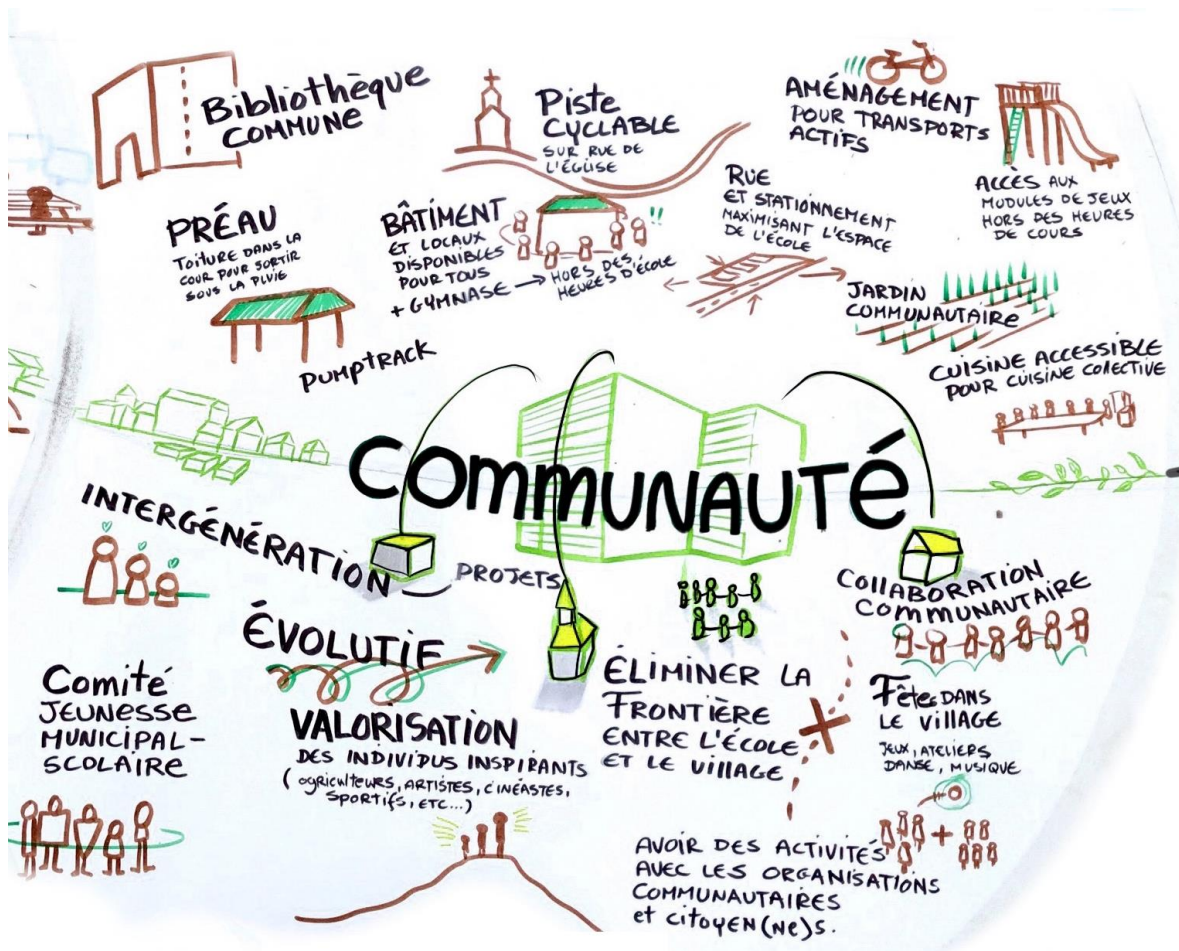 Bibliothèque
COMMUNE
Piste
CYCLABLE
SUR RUE DE
L'ÉGLISE
AMÉNAGEMENT
POUR TRANSPORTS
ACTIFS
ACCÈS AUX
MODULES DE JEUX
HORS DES HEURES
DE COURS
PRÉAU
TOITURE DANS LA
COUR POUR SORTIR
SOUS LA PLUIE
BÂTIMENT
ET LOCAUX
DISPONIBLES
POUR TOUS
+ GYMNASE → HORS DES
HEURES D'ÉCOLE
!!
RUE
ET STATIONNEMENT
MAXIMISANT L'ESPACE
DE L'ÉCOLE
JARDIN
COMMUNAUTAIRE
PUMPTRACK
CUISINE ACCESSIBLE
POUR CUISINE COLLECTIVE
COMMUNAUTÉ
INTERGÉNÉRATION
PROJETS
COLLABORATION
COMMUNAUTAIRE
ÉVOLUTIF
Comité
JEUNESSE
MUNICIPAL-
SCOLAIRE
VALORISATION
DES INDIVIDUS INSPIRANTS
(agriculteurs, ARTISTES, CINÉASTES,
SPORTIFS, ETC...)
ÉLIMINER LA
FRONTIÈRE
ENTRE L'ÉCOLE
ET LE VILLAGE
Fêtes DANS
LE VILLAGE
JEUX, ATELIERS
DANSE, MUSIQUE
AVOIR DES ACTIVITÉS
AVEC LES ORGANISATIONS
COMMUNAUTAIRES
et citoyen(ne)s.